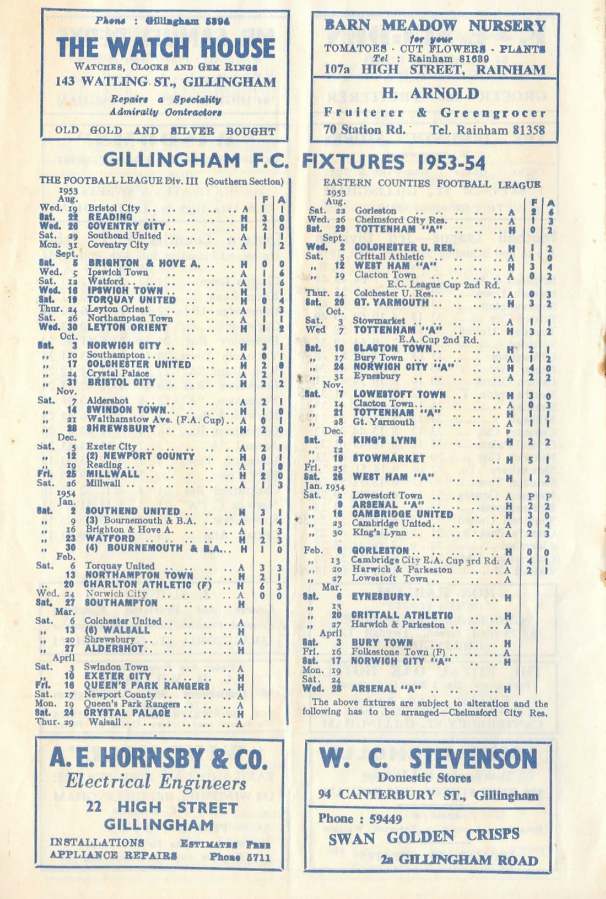 Phone : Gillingham 5394
THE WATCH HOUSE
WATCHES, CLOCKS AND GEM RINGS
143 WATLING ST., GILLINGHAM
Repairs a Speciality
Admiralty Contractors
OLD GOLD AND SILVER BOUGHT
BARN MEADOW NURSERY
for your
TOMATOES · CUT FLOWERS · PLANTS
Tel : Rainham 81639
107a HIGH STREET, RAINHAM
H. ARNOLD
Fruiterer & Greengrocer
70 Station Rd. Tel. Rainham 81358
GILLINGHAM F.C. FIXTURES 1953-54
THE FOOTBALL LEAGUE Div. III (Southern Section)
1953 F A
Aug.
Wed. 19 Bristol City .. A 1 1
Sat. 22 READING .. H 3 0
Wed. 26 COVENTRY CITY .. H 2 0
Sat. 29 Southend United .. A 1 1
Mon. 31 Coventry City .. A 1 2
Sept.
Sat. 5 BRIGHTON & HOVE A. .. H 0 0
Wed. Ipswich Town .. A 1 6
Sat. 12 Watford .. A 1 6
Wed. 16 IPSWICH TOWN .. H 1 1
Sat. 19 TORQUAY UNITED .. H 0 4
Thur. 24 Leyton Orient .. A 1 3
Sat. 26 Northampton Town .. A 1 1
Wed. 30 LEYTON ORIENT .. H 1 2
Oct.
Sat. 3 NORWICH CITY .. H 3 1
„ 10 Southampton .. A 0 1
„ 17 COLCHESTER UNITED .. H 2 0
„ 24 Crystal Palace .. A 2 1
„ 31 BRISTOL CITY .. H 2 2
Nov.
Sat. 7 Aldershot .. A 2 1
„ 14 SWINDON TOWN .. H 1 0
„ 21 Walthamstow Ave. (F.A. Cup) .. A 0 1
„ 28 SHREWSBURY .. H 2 0
Dec.
Sat. 5 Exeter City .. A 2 1
„ 12 (2) NEWPORT COUNTY .. H 0 1
„ 19 Reading .. A 1 0
Fri. 25 MILLWALL .. H 2 0
Sat. 26 Millwall .. A 1 3
1954
Jan.
Sat. 2 SOUTHEND UNITED .. H 3 1
„ 9 (3) Bournemouth & B.A. .. A 1 4
„ 16 Brighton & Hove A. .. A 1 3
„ 23 WATFORD .. H 2 3
„ 30 (4) BOURNEMOUTH & B.A. .. H 1 0
Feb.
Sat. 6 Torquay United .. A 3 3
13 NORTHAMPTON TOWN .. H 2 1
„ 20 CHARLTON ATHLETIC (F) .. H 6 3
Wed. 24 Norwich City .. A 0 0
Sat. 27 SOUTHAMPTON .. H
Mar.
Sat. 6 Colchester United .. A
„ 13 (6) WALSALL .. H
„ 20 Shrewsbury .. A
„ 27 ALDERSHOT .. H
April
Sat. 3 Swindon Town .. A
„ 10 EXETER CITY .. H
Fri. 16 QUEEN'S PARK RANGERS .. H
Sat. 17 Newport County .. A
Mon. 19 Queen's Park Rangers .. A
Sat. 24 CRYSTAL PALACE .. H
Thur. 29 Walsall .. A
EASTERN COUNTIES FOOTBALL LEAGUE
1953
Aug. F A
Sat. 22 Gorleston .. A 2 6
Wed. 26 Chelmsford City Res. .. A 1 3
Sat. 29 TOTTENHAM "A" .. H 0 2
Sept.
Wed. 2 COLCHESTER U. RES. .. H 1 2
Sat. 5 Crittall Athletic .. A 1 0
„ 12 WEST HAM "A" .. H 3 4
„ 19 Clacton Town .. A 0 2
E.C. League Cup 2nd Rd.
Thur. 24 Colchester U. Res. .. A 0 3
Sat. 26 GT. YARMOUTH .. H 3 2
Oct.
Sat. 3 Stowmarket .. A 1 1
Wed 7 TOTTENHAM "A" .. H 3 2
E.A. Cup 2nd Rd.
Sat. 10 CLACTON TOWN .. H 2 1
„ 17 Bury Town .. A 1 2
„ 24 NORWICH CITY "A" .. H 4 0
„ 31 Eynesbury .. A 2 2
Nov.
Sat. 7 LOWESTOFT TOWN .. H 3 0
„ 14 Clacton Town .. A 0 3
„ 21 TOTTENHAM "A" .. H 1 1
„ 28 Gt. Yarmouth .. A 1 1
Dec.
Sat. 5 KING'S LYNN .. H 2 2
„ 12
„ 19 STOWMARKET .. H 5 1
Fri. 25
Sat. 26 WEST HAM "A" .. H 1 2
Jan. 1954
Sat. 2 Lowestoft Town .. A P P
„ 9 ARSENAL "A" .. H 2 2
„ 16 CAMBRIDGE UNITED .. H 3 0
„ 23 Cambridge United .. A 0 4
„ 30 King's Lynn .. A 2 3
Feb. 6 GORLESTON .. H 0 0
„ 13 Cambridge City E.A. Cup 3rd Rd. A 4 1
„ 20 Harwich & Parkeston .. A 2 1
„ 27 Lowestoft Town .. A
Mar.
Sat. 6 EYNESBURY .. H
„ 13
„ 20 CRITTALL ATHLETIC .. H
„ 27 Harwich & Parkeston .. A
April
Sat. 3 BURY TOWN .. H
Fri. 16 Folkestone Town (F) .. A
Sat. 17 NORWICH CITY "A" .. H
Mon. 19
Sat. 24
Wed. 28 ARSENAL "A" .. H
The above fixtures are subject to alteration and the
following has to be arranged—Chelmsford City Res.
A. E. HORNSBY & CO.
Electrical Engineers
22 HIGH STREET
GILLINGHAM
INSTALLATIONS ESTIMATES FREE
APPLIANCE REPAIRS Phone 5711
W. C. STEVENSON
Domestic Stores
94 CANTERBURY ST., Gillingham
Phone : 59449
SWAN GOLDEN CRISPS
2a GILLINGHAM ROAD